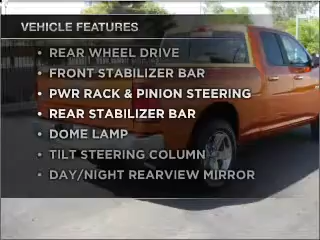 VEHICLE FEATURES
• REAR WHEEL DRIVE
• FRONT STABILIZER BAR
• PWR RACK & PINION STEERING
• REAR STABILIZER BAR
• DOME LAMP
• TILT STEERING COLUMN
• DAY/NIGHT REARVIEW MIRROR